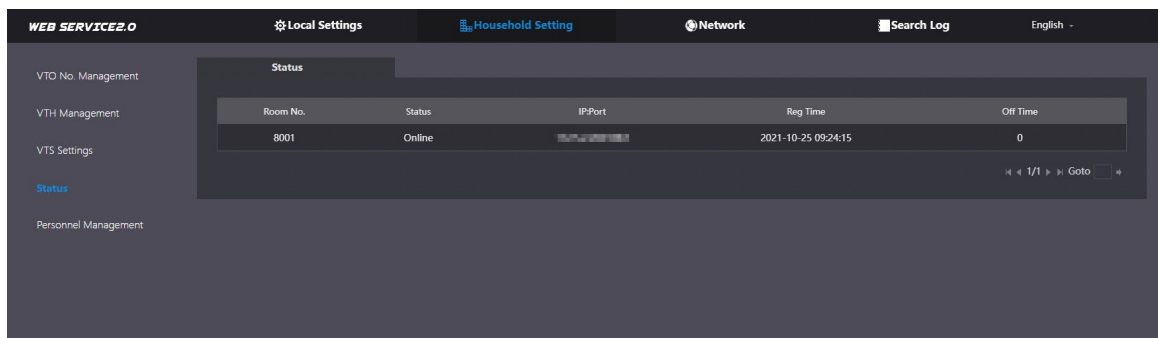 WEB SERVICE2.0 Local Settings Household Setting Network Search Log English
VTO No. Management
VTH Management
VTS Settings
Status
Personnel Management
Status
Room No. Status IP:Port Reg Time Off Time
8001 Online 2021-10-25 09:24:15 0
1/1 Goto